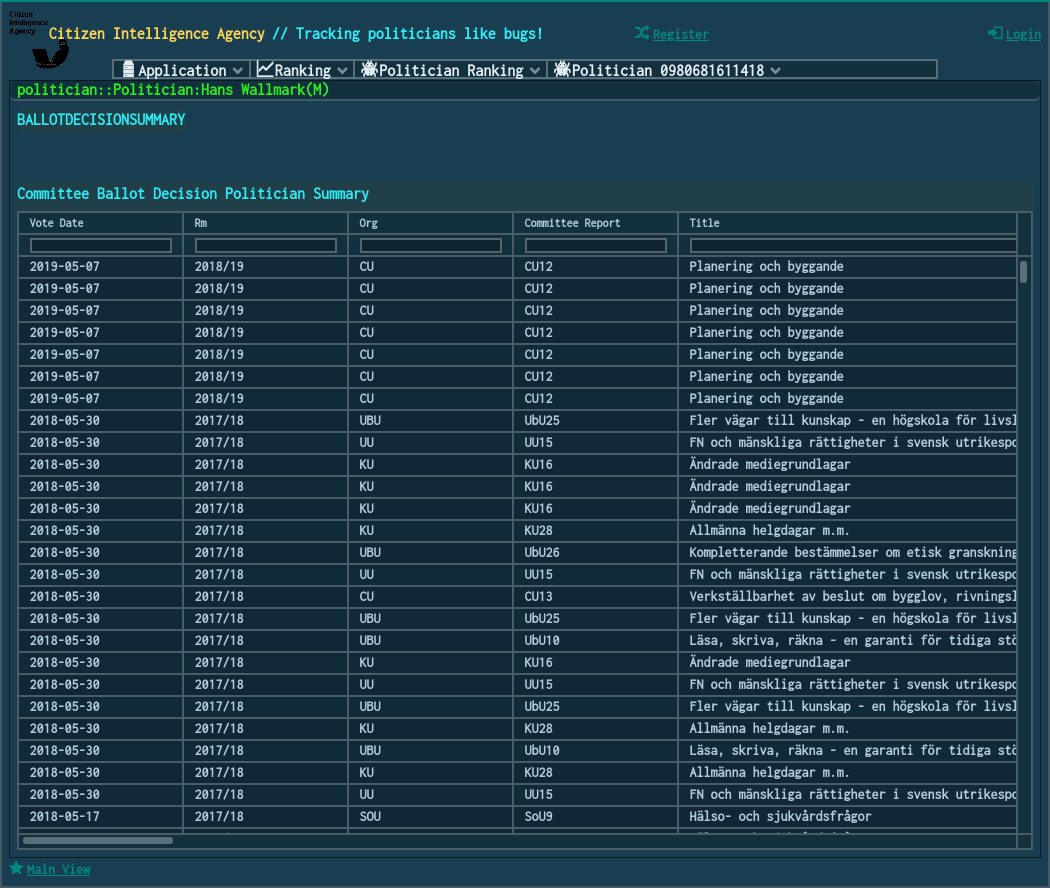 Citizen
Intelligence
Agency
Citizen Intelligence Agency // Tracking politicians like bugs!
Register
Login
Application Ranking Politician Ranking Politician 0980681611418
politician::Politician:Hans Wallmark(M)
BALLOTDECISIONSUMMARY
Committee Ballot Decision Politician Summary
Vote Date Rm Org Committee Report Title
2019-05-07 2018/19 CU CU12 Planering och byggande
2019-05-07 2018/19 CU CU12 Planering och byggande
2019-05-07 2018/19 CU CU12 Planering och byggande
2019-05-07 2018/19 CU CU12 Planering och byggande
2019-05-07 2018/19 CU CU12 Planering och byggande
2019-05-07 2018/19 CU CU12 Planering och byggande
2019-05-07 2018/19 CU CU12 Planering och byggande
2018-05-30 2017/18 UBU UbU25 Fler vägar till kunskap - en högskola för livsl
2018-05-30 2017/18 UU UU15 FN och mänskliga rättigheter i svensk utrikespo
2018-05-30 2017/18 KU KU16 Ändrade mediegrundlagar
2018-05-30 2017/18 KU KU16 Ändrade mediegrundlagar
2018-05-30 2017/18 KU KU16 Ändrade mediegrundlagar
2018-05-30 2017/18 KU KU28 Allmänna helgdagar m.m.
2018-05-30 2017/18 UBU UbU26 Kompletterande bestämmelser om etisk granskning
2018-05-30 2017/18 UU UU15 FN och mänskliga rättigheter i svensk utrikespo
2018-05-30 2017/18 CU CU13 Verkställbarhet av beslut om bygglov, rivningsl
2018-05-30 2017/18 UBU UbU25 Fler vägar till kunskap - en högskola för livsl
2018-05-30 2017/18 UBU UbU10 Läsa, skriva, räkna - en garanti för tidiga stö
2018-05-30 2017/18 KU KU16 Ändrade mediegrundlagar
2018-05-30 2017/18 UU UU15 FN och mänskliga rättigheter i svensk utrikespo
2018-05-30 2017/18 UBU UbU25 Fler vägar till kunskap - en högskola för livsl
2018-05-30 2017/18 KU KU28 Allmänna helgdagar m.m.
2018-05-30 2017/18 UBU UbU10 Läsa, skriva, räkna - en garanti för tidiga stö
2018-05-30 2017/18 KU KU28 Allmänna helgdagar m.m.
2018-05-30 2017/18 UU UU15 FN och mänskliga rättigheter i svensk utrikespo
2018-05-17 2017/18 SOU SoU9 Hälso- och sjukvårdsfrågor
Main View